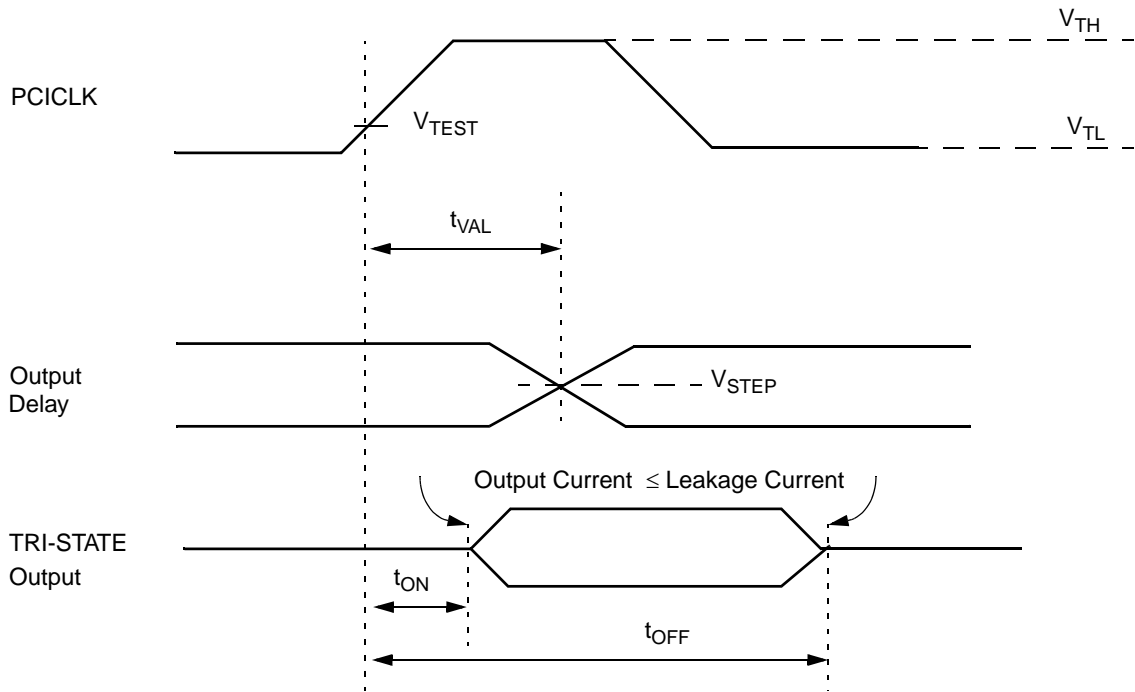 V_TH
PCICLK
V_TEST
V_TL
t_VAL
Output
Delay
V_STEP
Output Current ≤ Leakage Current
TRI-STATE
Output
t_ON
t_OFF